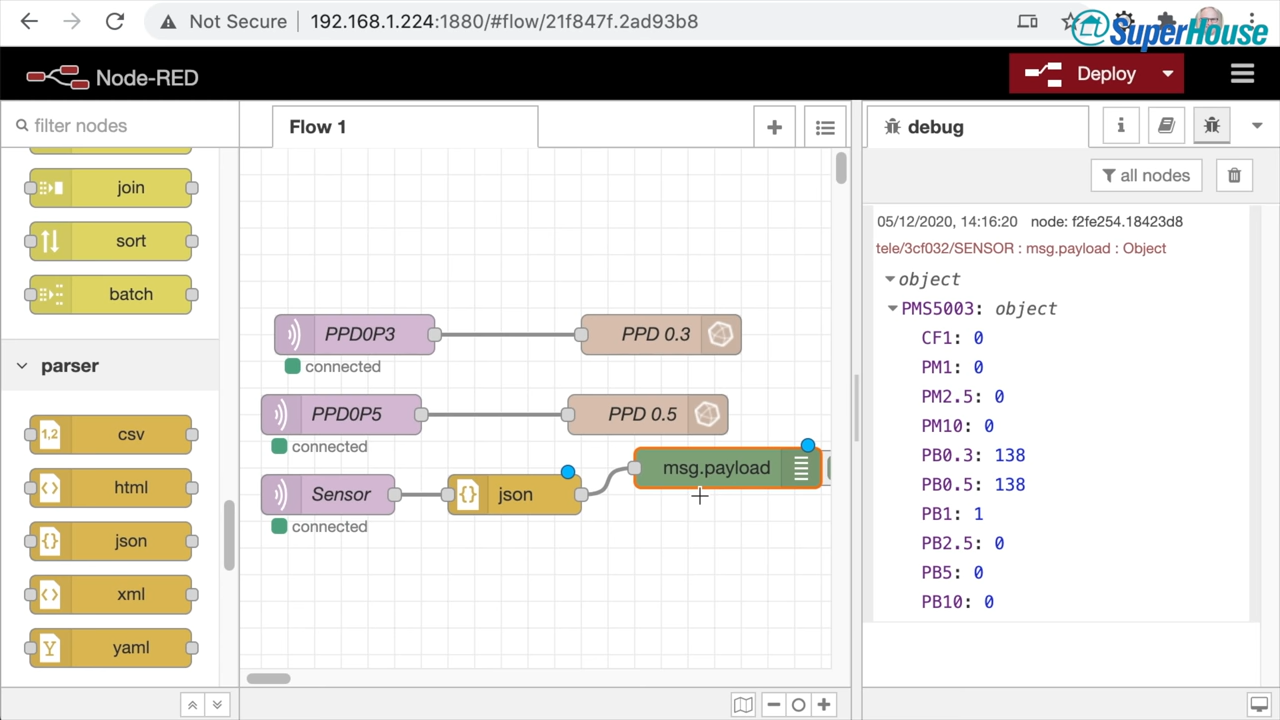 Not Secure
192.168.1.224:1880/#flow/21f847f.2ad93b8
SuperHouse
Node-RED
Deploy
filter nodes
join
sort
batch
parser
1,2 csv
html
json
xml
Y yaml
Flow 1
PPD0P3
connected
PPD 0.3
PPD0P5
connected
PPD 0.5
Sensor
connected
{} json
msg.payload
debug
all nodes
05/12/2020, 14:16:20 node: f2fe254.18423d8
tele/3cf032/SENSOR : msg.payload : Object
object
PMS5003: object
CF1: 0
PM1: 0
PM2.5: 0
PM10: 0
PB0.3: 138
PB0.5: 138
PB1: 1
PB2.5: 0
PB5: 0
PB10: 0